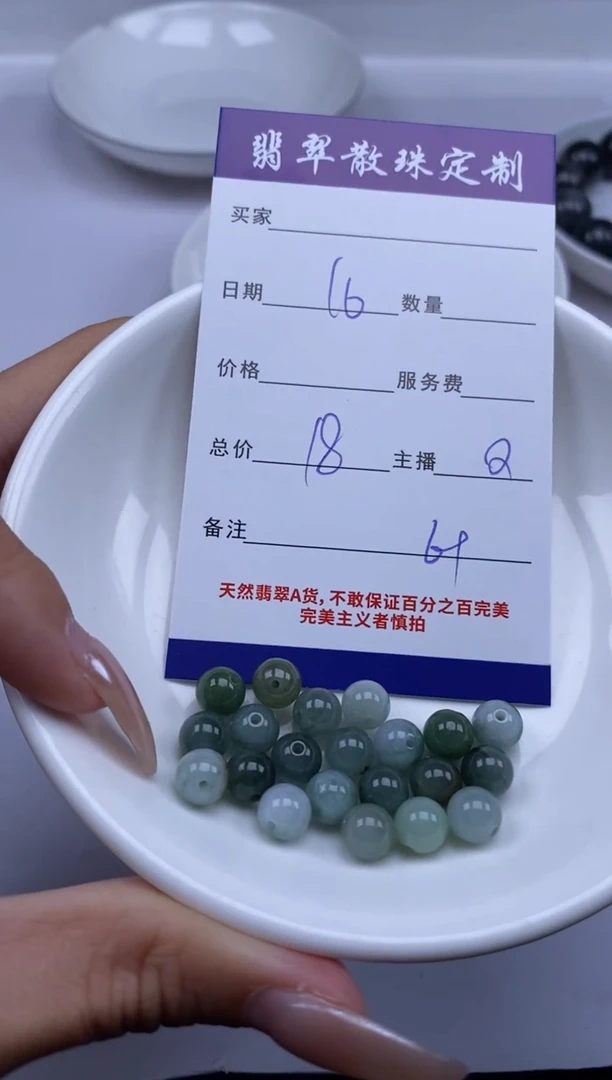 翡翠散珠定制
买家
日期 16 数量
价格 服务费
总价 18 主播 2
备注
天然翡翠A货，不敢保证百分之百完美
完美主义者慎拍